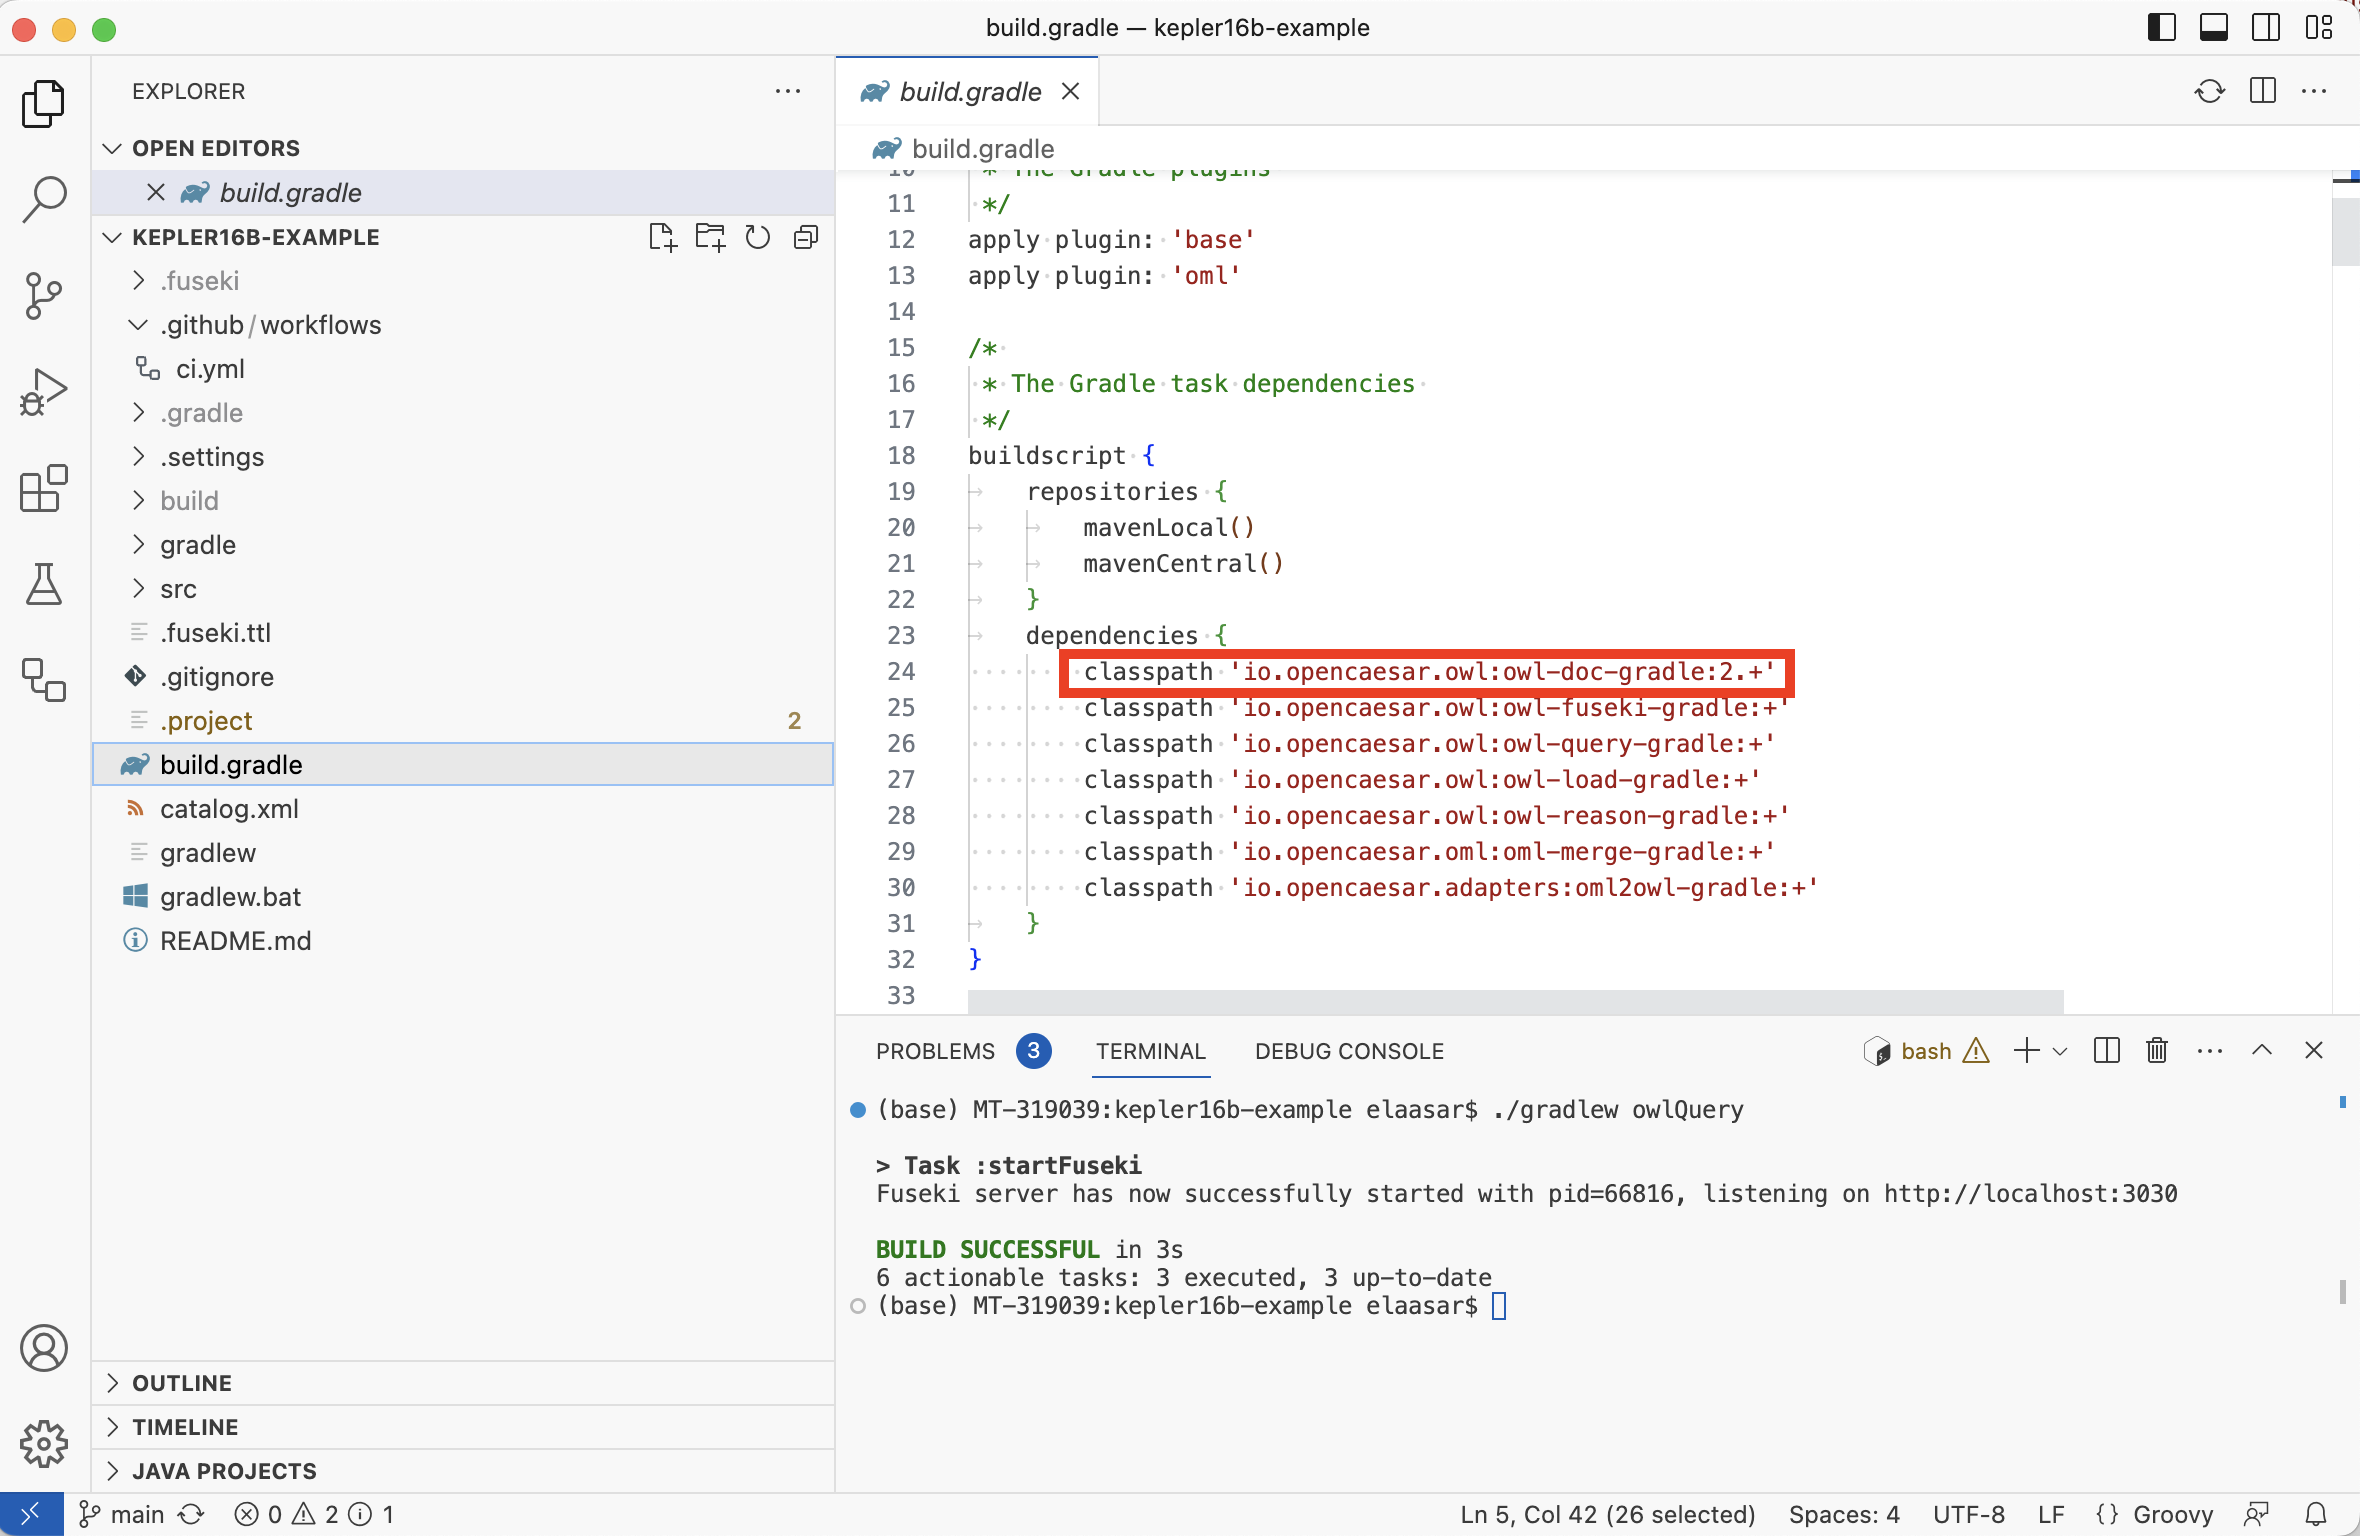 build.gradle — kepler16b-example
EXPLORER
OPEN EDITORS
build.gradle
KEPLER16B-EXAMPLE
.fuseki
.github/workflows
ci.yml
.gradle
.settings
build
gradle
src
.fuseki.ttl
.gitignore
.project 2
build.gradle
catalog.xml
gradlew
gradlew.bat
README.md
OUTLINE
TIMELINE
JAVA PROJECTS
build.gradle
build.gradle
10 * The Gradle plugins
11 */
12 apply plugin: 'base'
13 apply plugin: 'oml'
14
15 /*
16 * The Gradle task dependencies
17 */
18 buildscript {
19 repositories {
20 mavenLocal()
21 mavenCentral()
22 }
23 dependencies {
24 classpath 'io.opencaesar.owl:owl-doc-gradle:2.+'
25 classpath 'io.opencaesar.owl:owl-fuseki-gradle:+'
26 classpath 'io.opencaesar.owl:owl-query-gradle:+'
27 classpath 'io.opencaesar.owl:owl-load-gradle:+'
28 classpath 'io.opencaesar.owl:owl-reason-gradle:+'
29 classpath 'io.opencaesar.oml:oml-merge-gradle:+'
30 classpath 'io.opencaesar.adapters:oml2owl-gradle:+'
31 }
32 }
33
PROBLEMS 3 TERMINAL DEBUG CONSOLE bash
(base) MT-319039:kepler16b-example elaasar$ ./gradlew owlQuery
> Task :startFuseki
Fuseki server has now successfully started with pid=66816, listening on http://localhost:3030
BUILD SUCCESSFUL in 3s
6 actionable tasks: 3 executed, 3 up-to-date
(base) MT-319039:kepler16b-example elaasar$
main 0 2 1 Ln 5, Col 42 (26 selected) Spaces: 4 UTF-8 LF {} Groovy